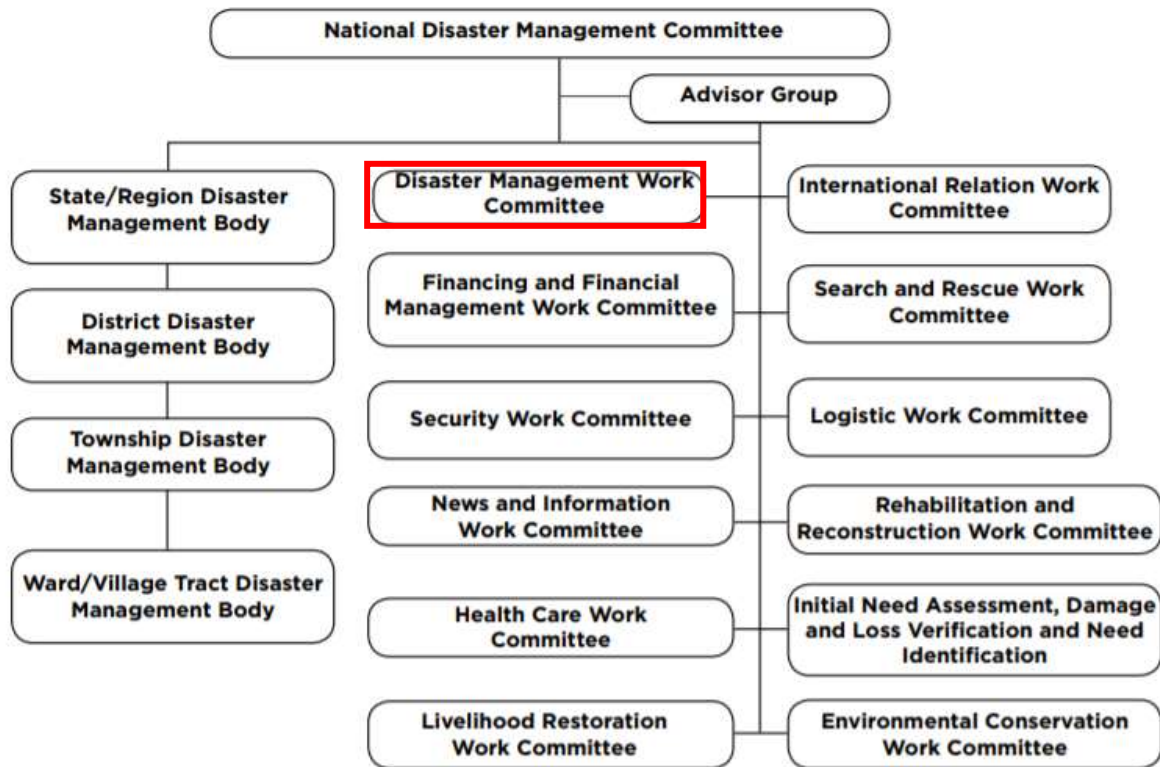 National Disaster Management Committee
Advisor Group
State/Region Disaster
Management Body
District Disaster
Management Body
Township Disaster
Management Body
Ward/Village Tract Disaster
Management Body
Disaster Management Work
Committee
Financing and Financial
Management Work Committee
Security Work Committee
News and Information
Work Committee
Health Care Work
Committee
Livelihood Restoration
Work Committee
International Relation Work
Committee
Search and Rescue Work
Committee
Logistic Work Committee
Rehabilitation and
Reconstruction Work Committee
Initial Need Assessment, Damage
and Loss Verification and Need
Identification
Environmental Conservation
Work Committee